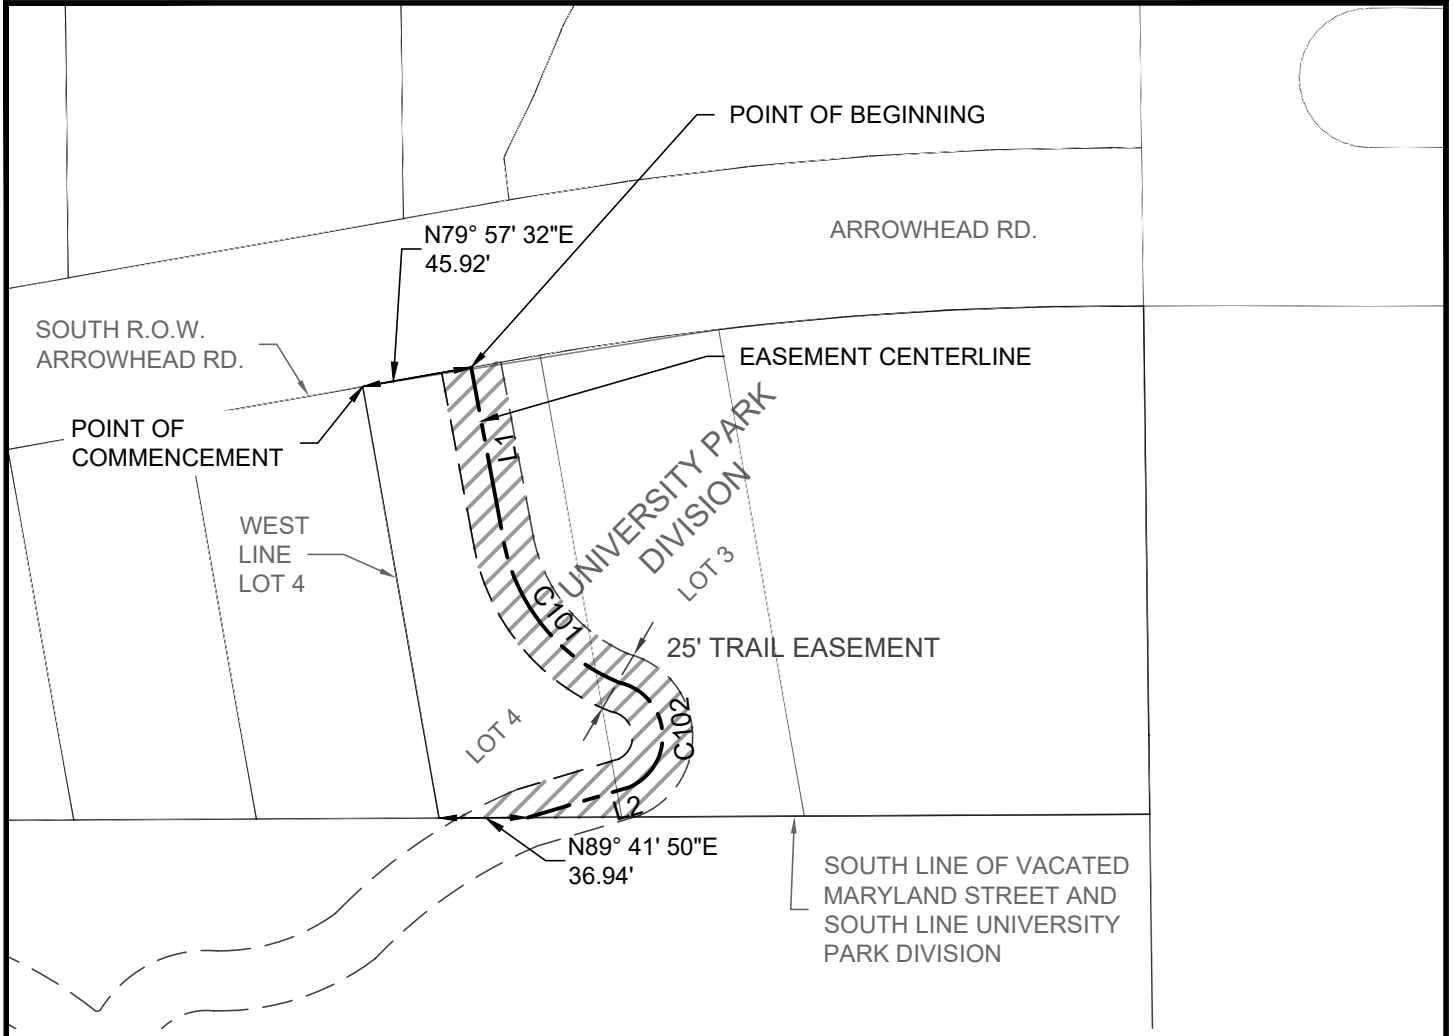 POINT OF BEGINNING
N79° 57' 32"E
45.92'
ARROWHEAD RD.
SOUTH R.O.W.
ARROWHEAD RD.
EASEMENT CENTERLINE
POINT OF
COMMENCEMENT
L1
UNIVERSITY PARK
DIVISION
WEST
LINE
LOT 4
LOT 3
C101
25' TRAIL EASEMENT
LOT 4
C102
L2
N89° 41' 50"E
36.94'
SOUTH LINE OF VACATED
MARYLAND STREET AND
SOUTH LINE UNIVERSITY
PARK DIVISION